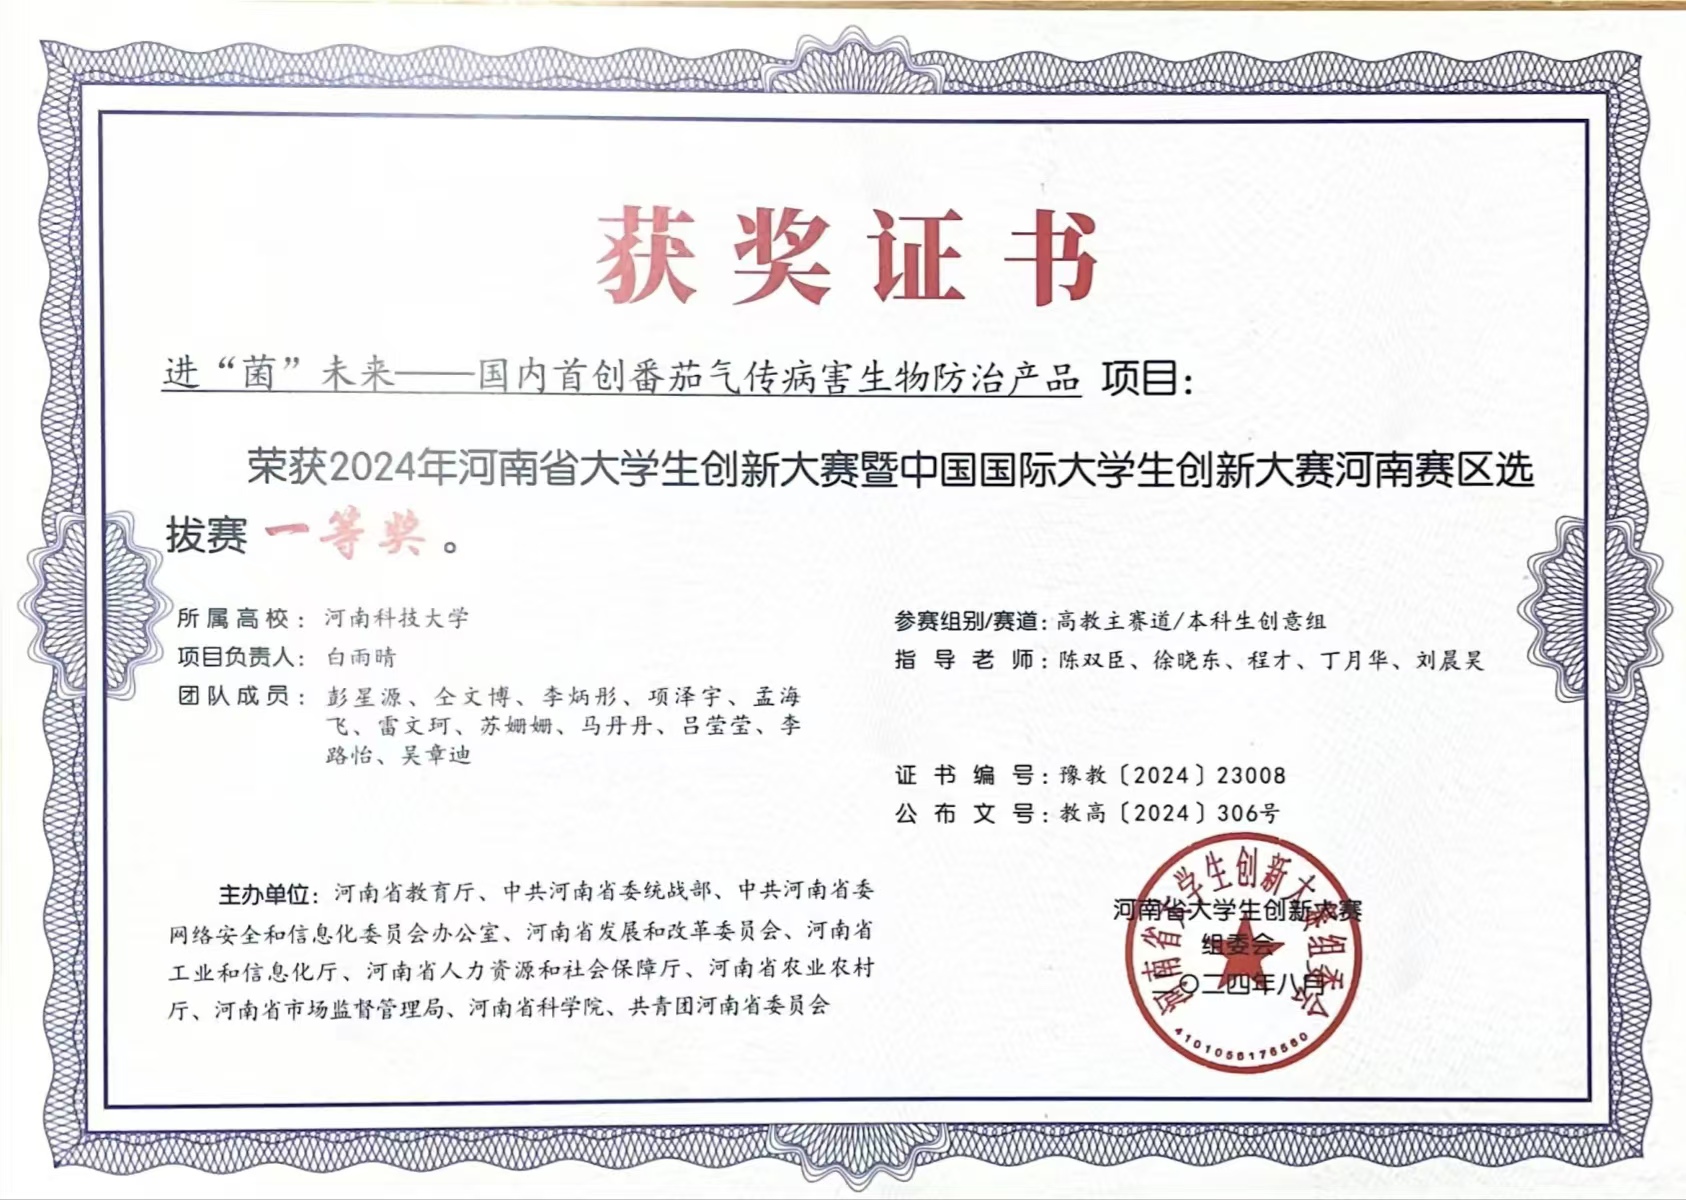 获奖证书
进“菌”未来——国内首创番茄气传病害生物防治产品 项目：
荣获2024年河南省大学生创新大赛暨中国国际大学生创新大赛河南赛区选
拔赛 一等奖 。
所属高校：河南科技大学
项目负责人：白雨晴
团队成员：彭星源、仝文博、李炳彤、项泽宇、孟海
飞、雷文珂、苏姗姗、马丹丹、吕莹莹、李
路怡、吴章迪
参赛组别/赛道：高教主赛道/本科生创意组
指导老师：陈双臣、徐晓东、程才、丁月华、刘晨昊
证书编号：豫教〔2024〕23008
公布文号：教高〔2024〕306号
主办单位：河南省教育厅、中共河南省委统战部、中共河南省委
网络安全和信息化委员会办公室、河南省发展和改革委员会、河南省
工业和信息化厅、河南省人力资源和社会保障厅、河南省农业农村
厅、河南省市场监督管理局、河南省科学院、共青团河南省委员会
河南省大学生创新大赛
组委会
二〇二四年八月
河南省大学生创新大赛组委会
4101056176560